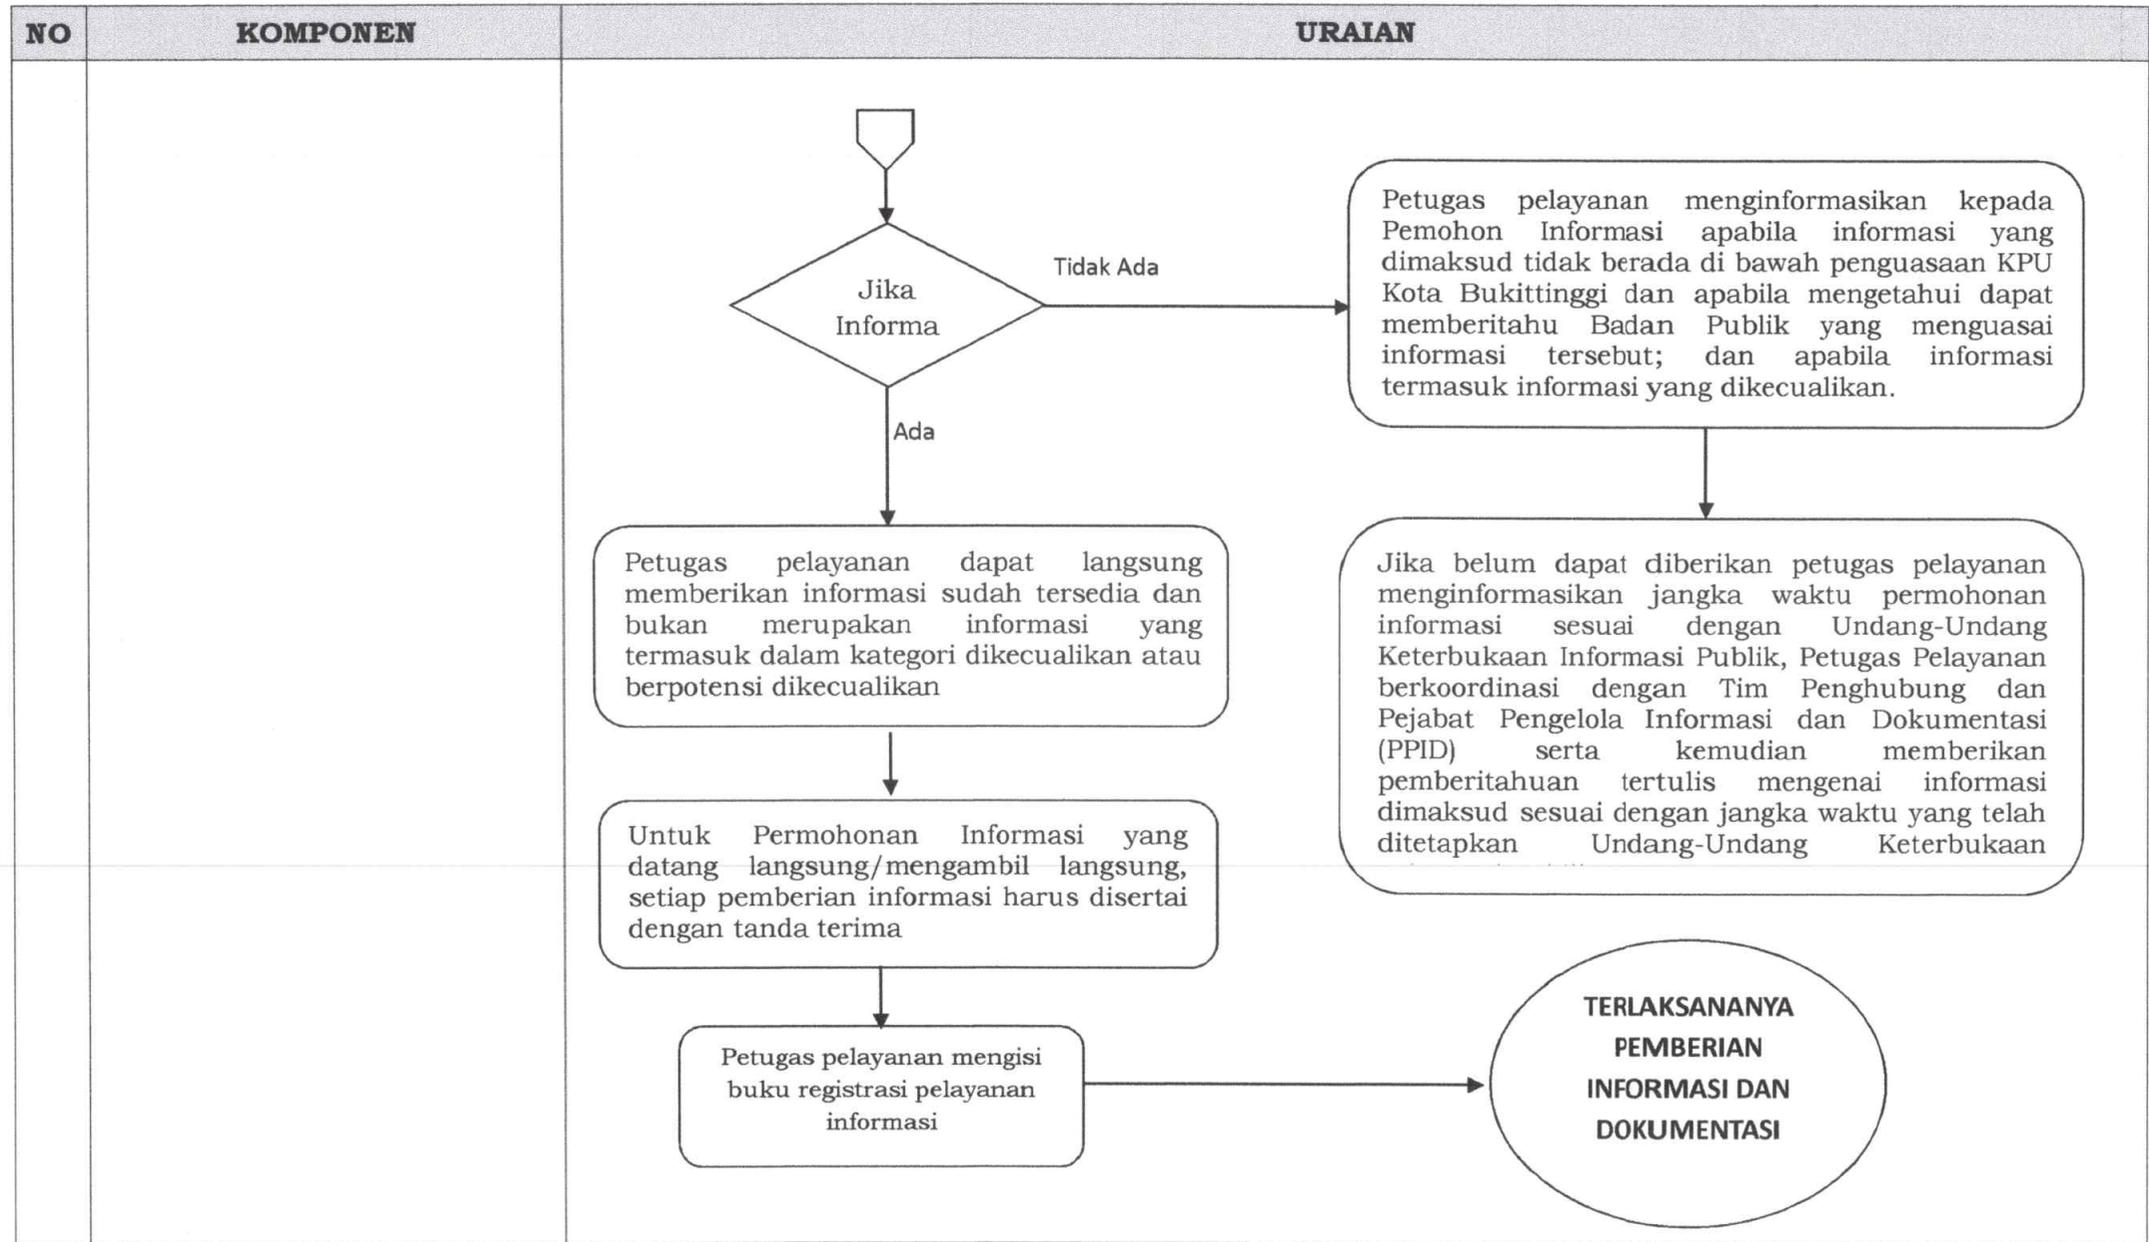 NO
KOMPONEN
URAIAN
Jika
Informa
Tidak Ada
Petugas pelayanan menginformasikan kepada
Pemohon Informasi apabila informasi yang
dimaksud tidak berada di bawah penguasaan KPU
Kota Bukittinggi dan apabila mengetahui dapat
memberitahu Badan Publik yang menguasai
informasi tersebut; dan apabila informasi
termasuk informasi yang dikecualikan.
Ada
Petugas pelayanan dapat langsung
memberikan informasi sudah tersedia dan
bukan merupakan informasi yang
termasuk dalam kategori dikecualikan atau
berpotensi dikecualikan
Jika belum dapat diberikan petugas pelayanan
menginformasikan jangka waktu permohonan
informasi sesuai dengan Undang-Undang
Keterbukaan Informasi Publik, Petugas Pelayanan
berkoordinasi dengan Tim Penghubung dan
Pejabat Pengelola Informasi dan Dokumentasi
(PPID) serta kemudian memberikan
pemberitahuan tertulis mengenai informasi
dimaksud sesuai dengan jangka waktu yang telah
ditetapkan Undang-Undang Keterbukaan
Untuk Permohonan Informasi yang
datang langsung/mengambil langsung,
setiap pemberian informasi harus disertai
dengan tanda terima
Petugas pelayanan mengisi
buku registrasi pelayanan
informasi
TERLAKSANANYA
PEMBERIAN
INFORMASI DAN
DOKUMENTASI